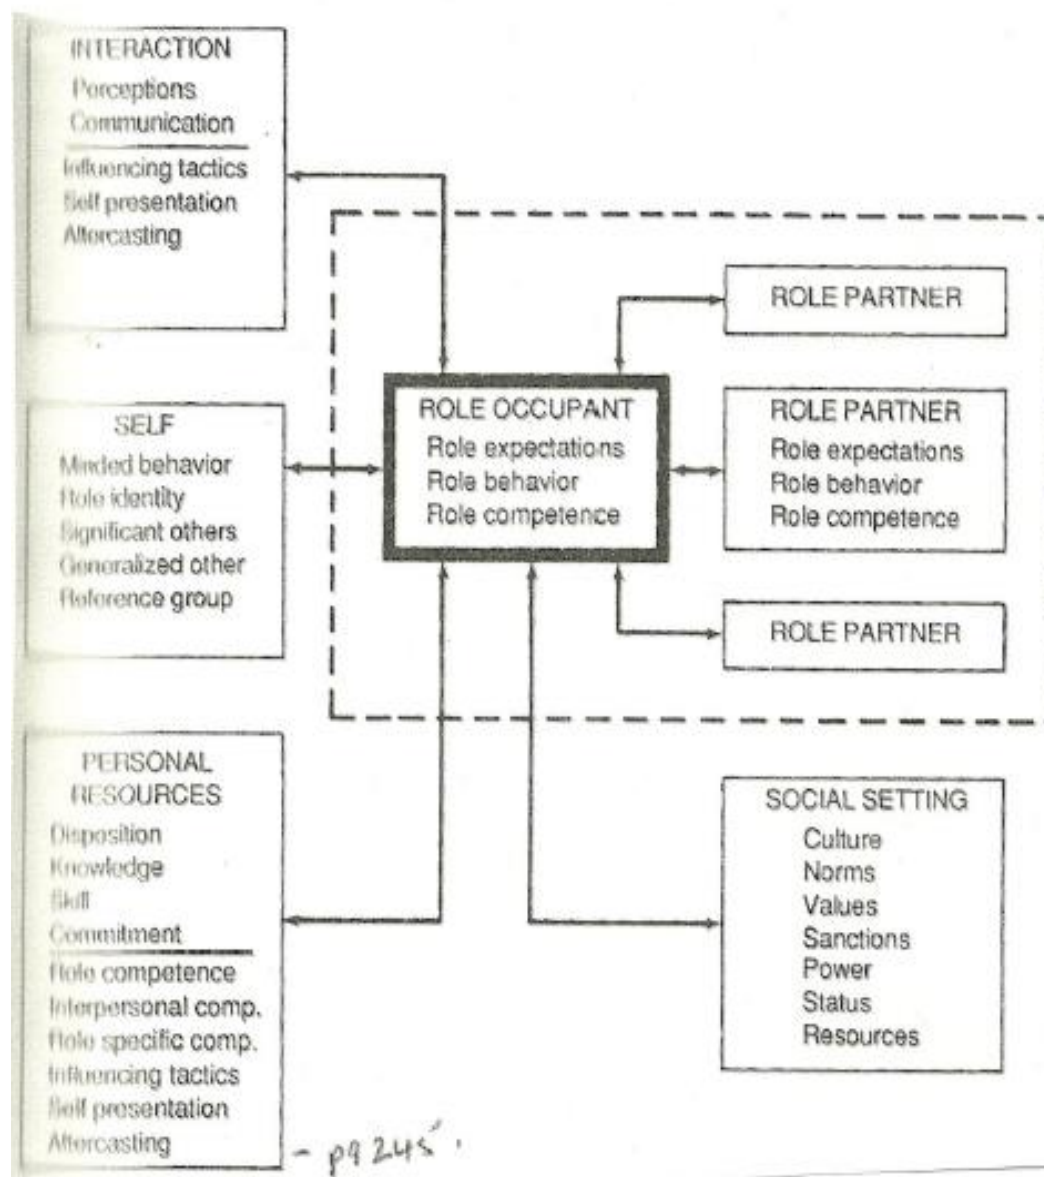 INTERACTION
Perceptions
Communication
Influencing tactics
Self presentation
Altercasting
SELF
Minded behavior
Role identity
Significant others
Generalized other
Reference group
PERSONAL
RESOURCES
Disposition
Knowledge
Skill
Commitment
Role competence
Interpersonal comp.
Role specific comp.
Influencing tactics
Self presentation
Altercasting
- pg 245.
ROLE OCCUPANT
Role expectations
Role behavior
Role competence
ROLE PARTNER
ROLE PARTNER
Role expectations
Role behavior
Role competence
ROLE PARTNER
SOCIAL SETTING
Culture
Norms
Values
Sanctions
Power
Status
Resources